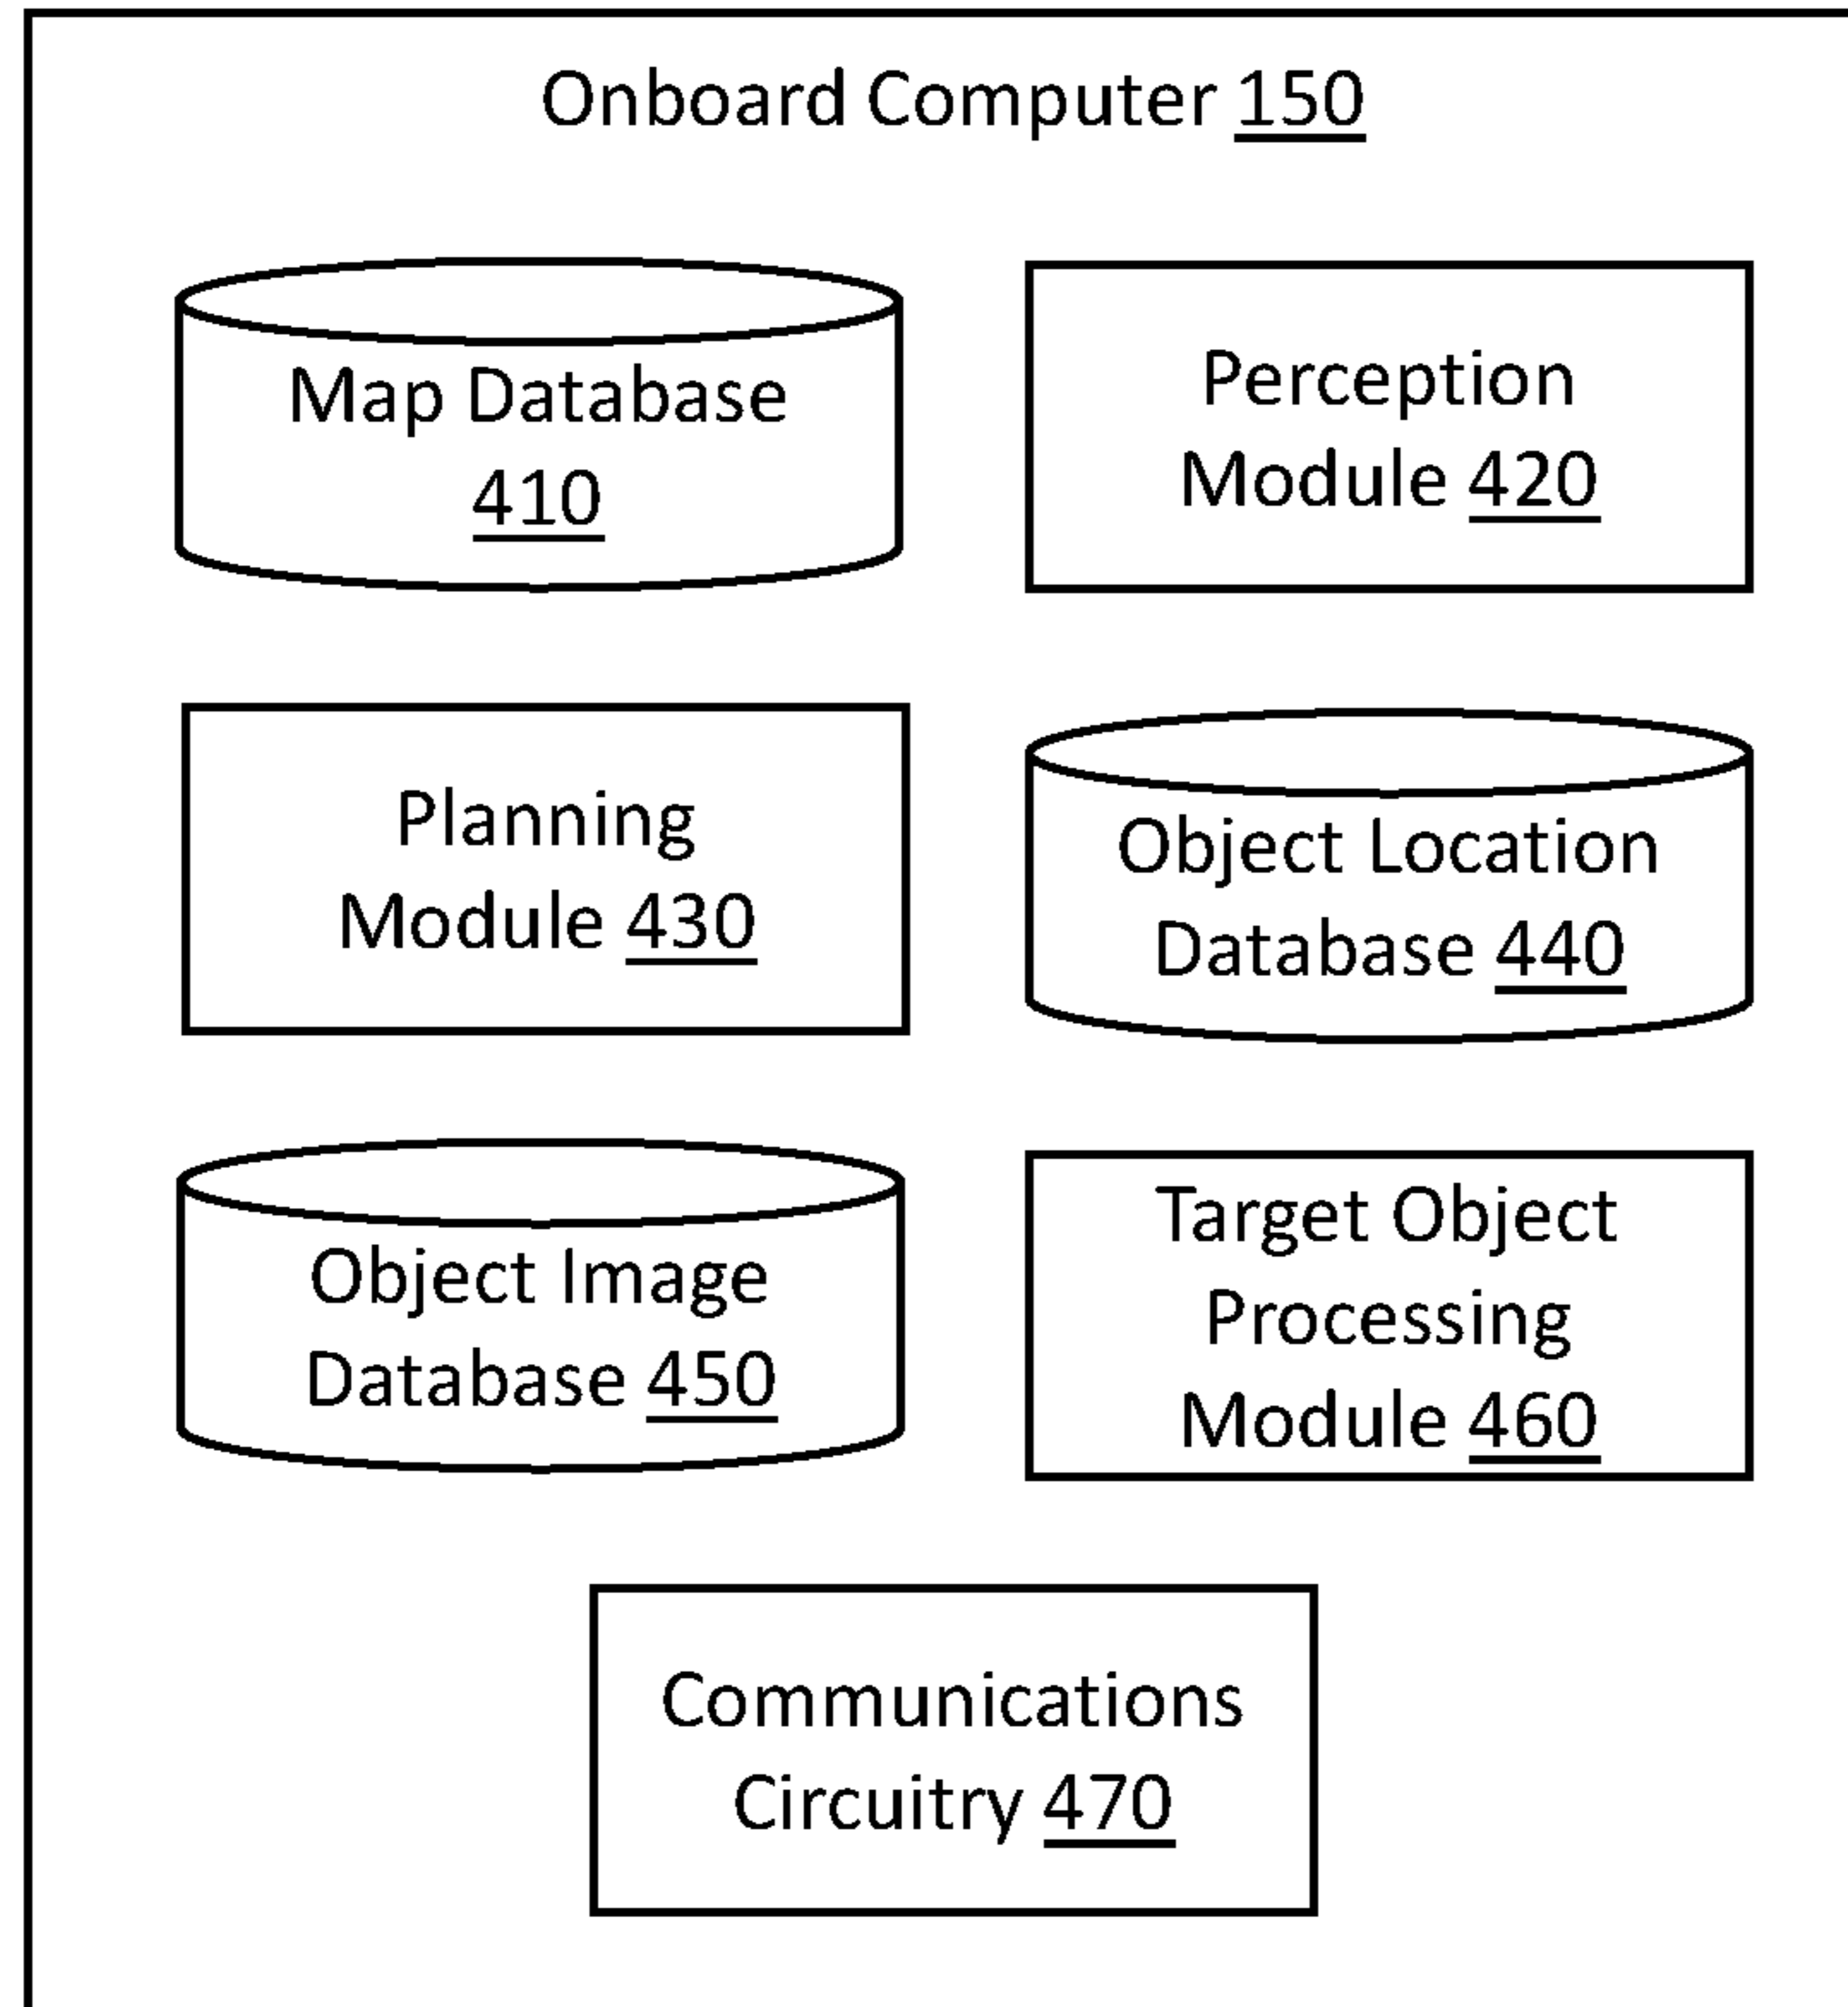 Onboard Computer 150
Map Database
410
Perception
Module 420
Planning
Module 430
Object Location
Database 440
Object Image
Database 450
Target Object
Processing
Module 460
Communications
Circuitry 470